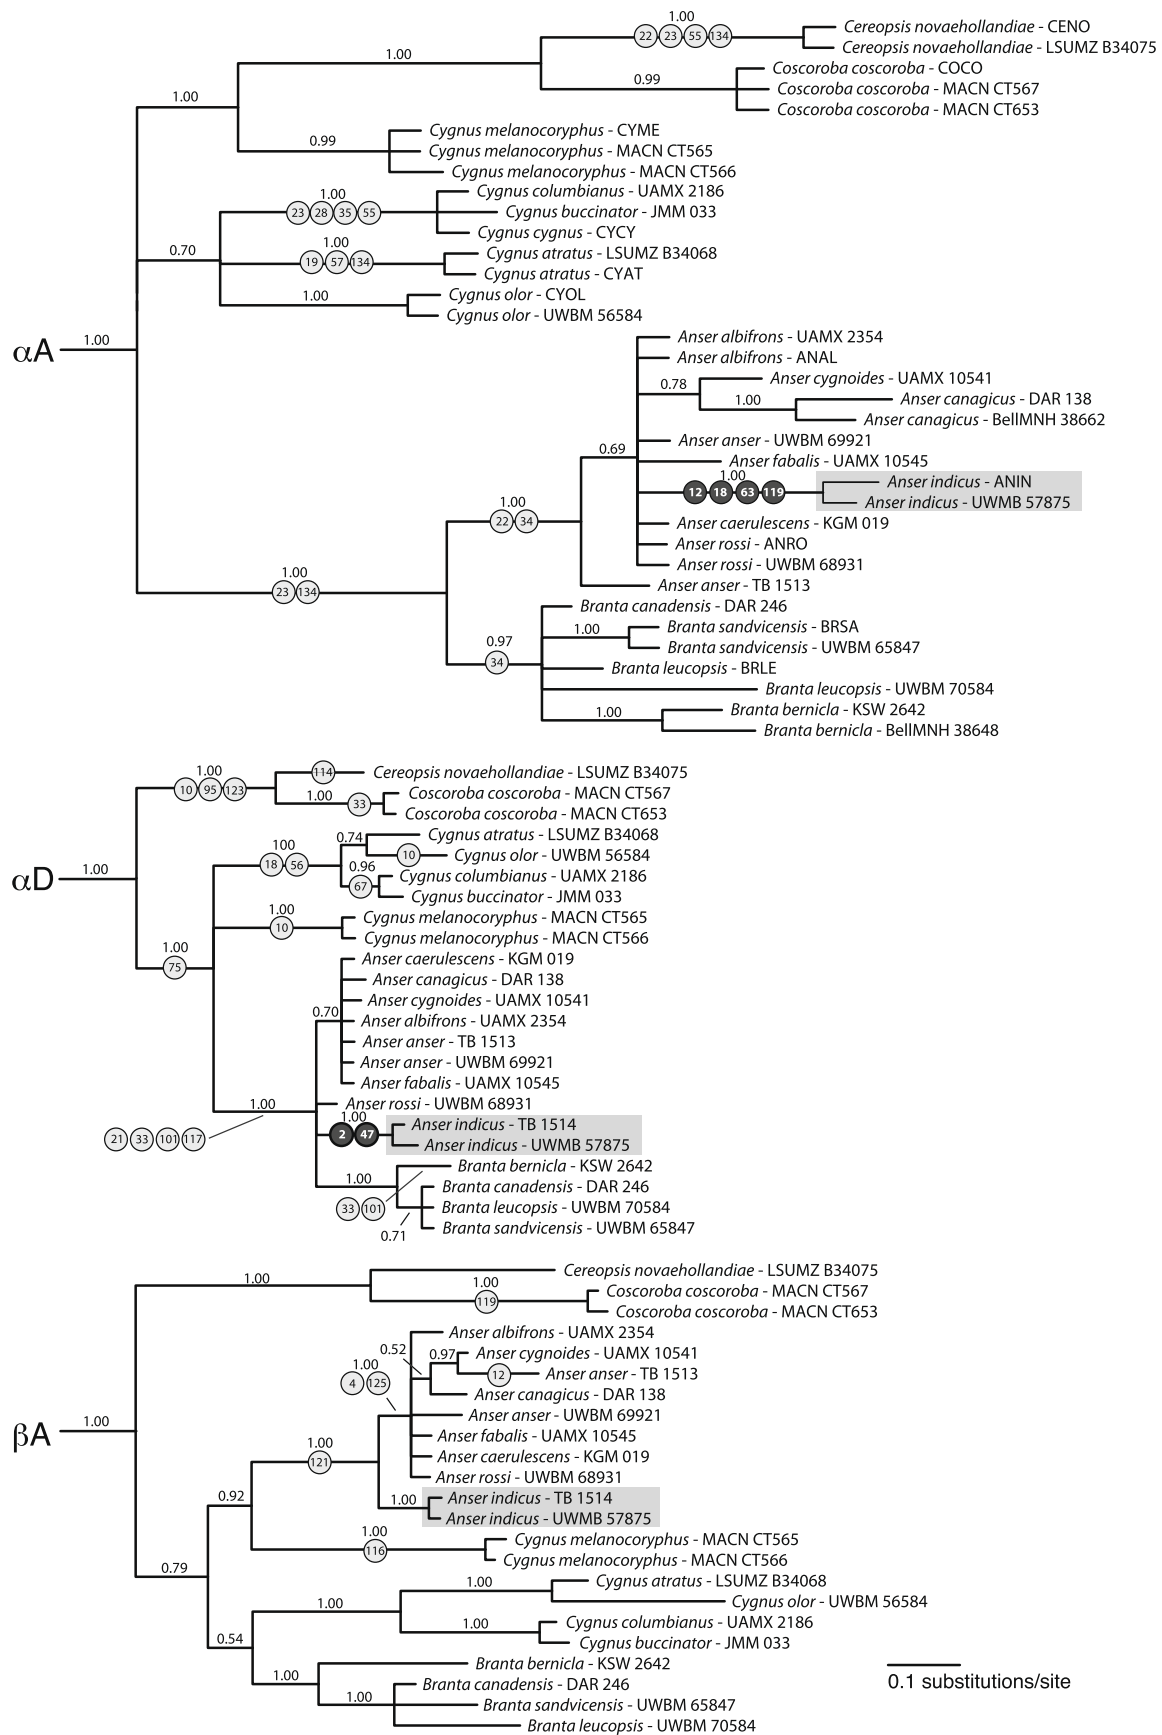 1.00
22 23 55 134
Cereopsis novaehollandiae - CENO
Cereopsis novaehollandiae - LSUMZ B34075
1.00
Coscoroba coscoroba - COCO
0.99
Coscoroba coscoroba - MACN CT567
1.00
Coscoroba coscoroba - MACN CT653
Cygnus melanocoryphus - CYME
0.99
Cygnus melanocoryphus - MACN CT565
Cygnus melanocoryphus - MACN CT566
1.00
Cygnus columbianus - UAMX 2186
23 28 35 55
Cygnus buccinator - JMM 033
Cygnus cygnus - CYCY
0.70
1.00
Cygnus atratus - LSUMZ B34068
19 57 134
Cygnus atratus - CYAT
1.00
Cygnus olor - CYOL
Cygnus olor - UWBM 56584
αA
1.00
Anser albifrons - UAMX 2354
Anser albifrons - ANAL
0.78
Anser cygnoides - UAMX 10541
1.00
Anser canagicus - DAR 138
Anser canagicus - BellMNH 38662
0.69
Anser anser - UWBM 69921
Anser fabalis - UAMX 10545
1.00
12 18 63 119
Anser indicus - ANIN
Anser indicus - UWMB 57875
1.00
22 34
Anser caerulescens - KGM 019
Anser rossi - ANRO
Anser rossi - UWBM 68931
1.00
23 134
Anser anser - TB 1513
Branta canadensis - DAR 246
1.00
Branta sandvicensis - BRSA
0.97
34
Branta sandvicensis - UWBM 65847
Branta leucopsis - BRLE
Branta leucopsis - UWBM 70584
1.00
Branta bernicla - KSW 2642
Branta bernicla - BellMNH 38648
1.00
10 95 123
114
Cereopsis novaehollandiae - LSUMZ B34075
1.00
33
Coscoroba coscoroba - MACN CT567
Coscoroba coscoroba - MACN CT653
0.74
Cygnus atratus - LSUMZ B34068
100
18 56
10
Cygnus olor - UWBM 56584
0.96
67
Cygnus columbianus - UAMX 2186
Cygnus buccinator - JMM 033
αD
1.00
1.00
10
Cygnus melanocoryphus - MACN CT565
Cygnus melanocoryphus - MACN CT566
1.00
75
Anser caerulescens - KGM 019
Anser canagicus - DAR 138
Anser cygnoides - UAMX 10541
0.70
Anser albifrons - UAMX 2354
Anser anser - TB 1513
Anser anser - UWBM 69921
Anser fabalis - UAMX 10545
1.00
Anser rossi - UWBM 68931
21 33 101 117
1.00
2 47
Anser indicus - TB 1514
Anser indicus - UWMB 57875
1.00
Branta bernicla - KSW 2642
33 101
Branta canadensis - DAR 246
Branta leucopsis - UWBM 70584
0.71
Branta sandvicensis - UWBM 65847
1.00
Cereopsis novaehollandiae - LSUMZ B34075
1.00
119
Coscoroba coscoroba - MACN CT567
Coscoroba coscoroba - MACN CT653
Anser albifrons - UAMX 2354
0.52
0.97
Anser cygnoides - UAMX 10541
1.00
4 125
12
Anser anser - TB 1513
Anser canagicus - DAR 138
βA
1.00
Anser anser - UWBM 69921
Anser fabalis - UAMX 10545
1.00
121
Anser caerulescens - KGM 019
Anser rossi - UWBM 68931
0.92
1.00
Anser indicus - TB 1514
Anser indicus - UWMB 57875
1.00
116
Cygnus melanocoryphus - MACN CT565
Cygnus melanocoryphus - MACN CT566
0.79
1.00
Cygnus atratus - LSUMZ B34068
1.00
Cygnus olor - UWBM 56584
1.00
Cygnus columbianus - UAMX 2186
0.54
Cygnus buccinator - JMM 033
1.00
Branta bernicla - KSW 2642
Branta canadensis - DAR 246
1.00
Branta sandvicensis - UWBM 65847
Branta leucopsis - UWBM 70584
0.1 substitutions/site